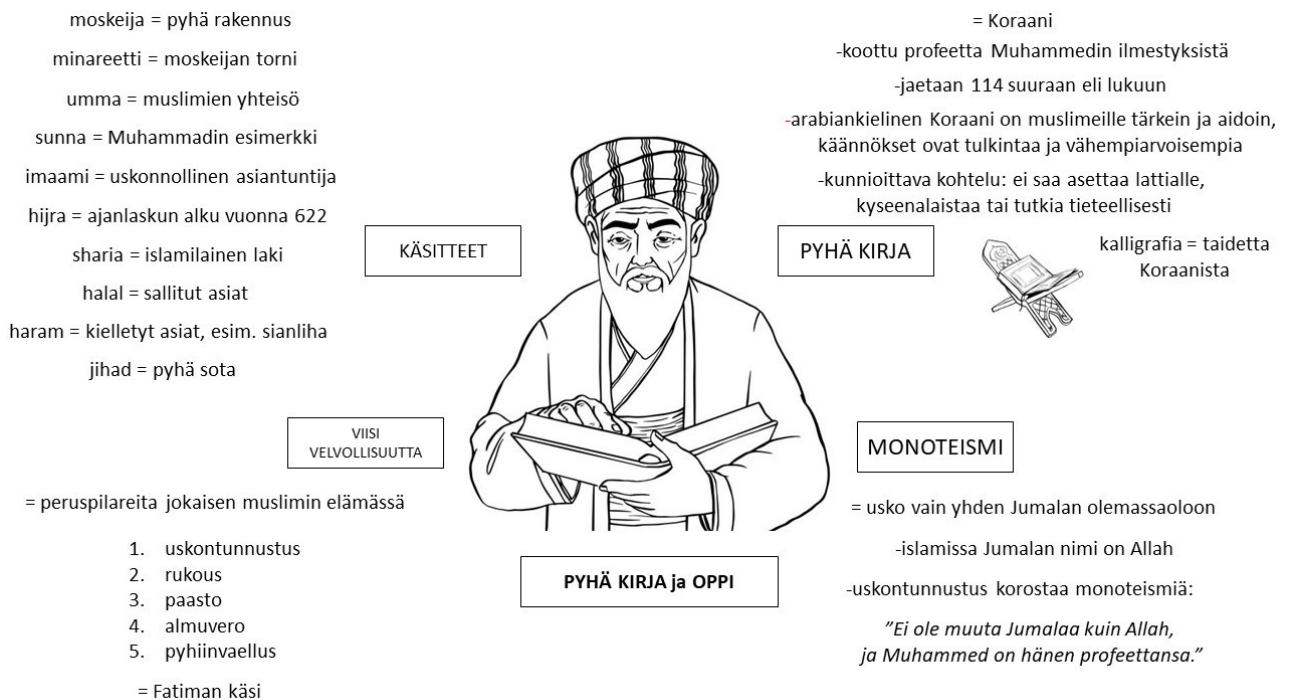 moskeija = pyhä rakennus
minareetti = moskeijan torni
umma = muslimien yhteisö
sunna = Muhammadin esimerkki
imaami = uskonnollinen asiantuntija
hijra = ajanlaskun alku vuonna 622
sharia = islamilainen laki
halal = sallitut asiat
haram = kielletyt asiat, esim. sianliha
jihad = pyhä sota
KÄSITTEET
= Koraani
-koottu profeetta Muhammedin ilmestyksistä
-jaetaan 114 suuraan eli lukuun
-arabiankielinen Koraani on muslimeille tärkein ja aidoin,
käännökset ovat tulkintaa ja vähempiarvoisempia
-kunnioittava kohtelu: ei saa asettaa lattialle,
kyseenalaistaa tai tutkia tieteellisesti
PYHÄ KIRJA
kalligrafia = taidetta
Koraanista
VIISI
VELVOLLISUUTTA
= peruspilareita jokaisen muslimin elämässä
1. uskontunnustus
2. rukous
3. paasto
4. almuvero
5. pyhiinvaellus
= Fatiman käsi
PYHÄ KIRJA ja OPPI
MONOTEISMI
= usko vain yhden Jumalan olemassaoloon
-islamissa Jumalan nimi on Allah
-uskontunnustus korostaa monoteismiä:
”Ei ole muuta Jumalaa kuin Allah,
ja Muhammed on hänen profeettansa.”